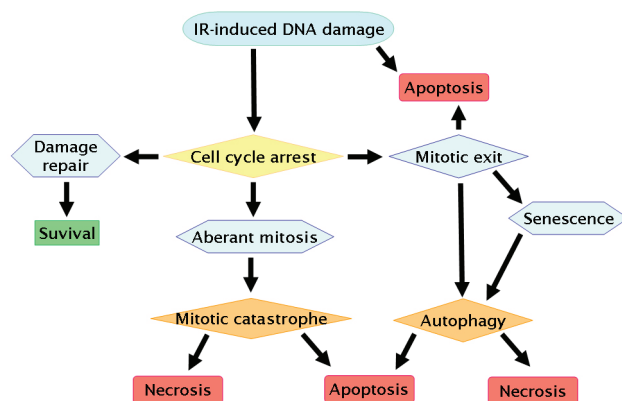 IR-induced DNA damage
Apoptosis
Damage
repair
Cell cycle arrest
Mitotic exit
Suvival
Aberant mitosis
Senescence
Mitotic catastrophe
Autophagy
Necrosis
Apoptosis
Necrosis